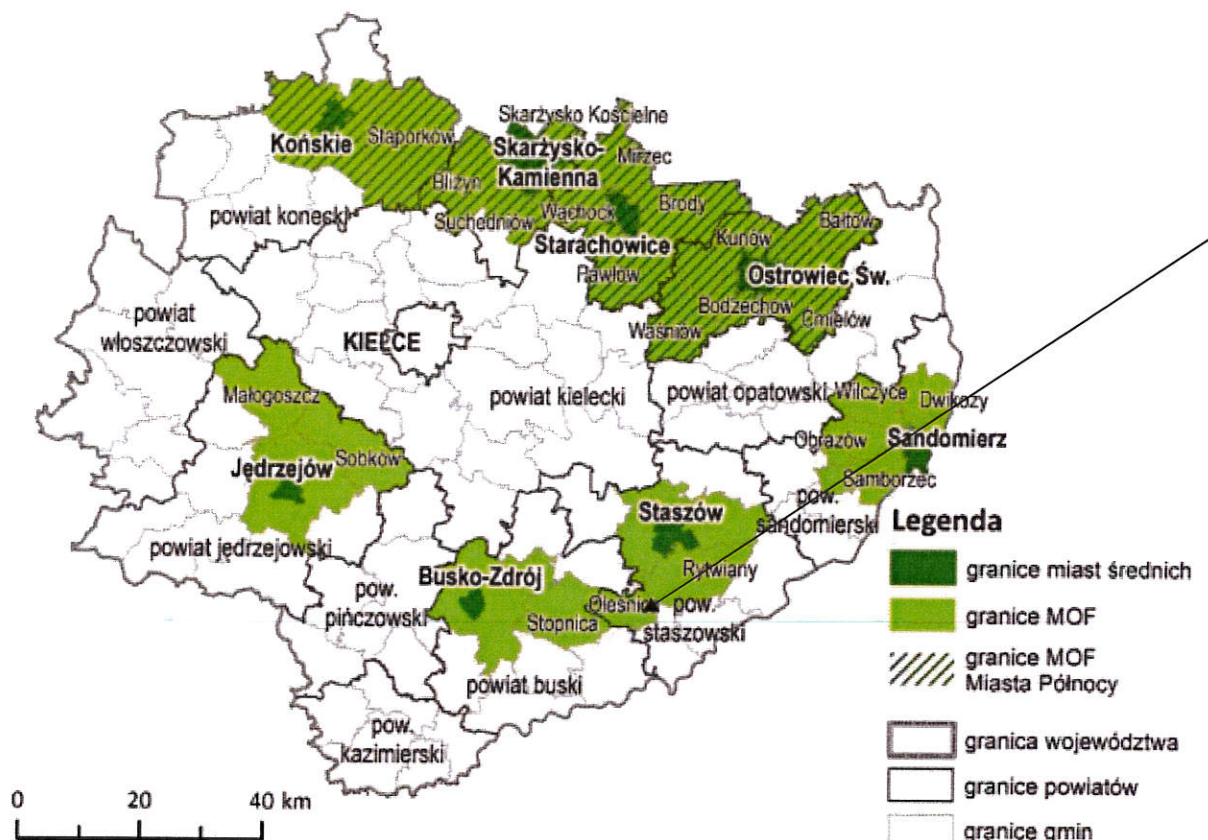 Skarżysko Kościelne
Końskie
Stąporków
Skarżysko-
Kamienna
Mirzec
Bliżyn
Brody
powiat konecki
Suchedniów
Wąchock
Bałtów
Kunów
Starachowice
Pawłów
Ostrowiec Św.
Bodzechów
powiat
włoszczowski
Ćmielów
Waśniów
KIELCE
Małogoszcz
powiat kielecki
powiat opatowski
Wilczyce
Dwikozy
Obrazów
Sandomierz
Jędrzejów
Sobków
Samborzec
pow.
sandomierski
Staszów
powiat jędrzejowski
Rytwiany
Busko-Zdrój
pow.
pińczowski
Oleśnica
Stopnica
pow.
staszowski
powiat buski
pow.
kazimierski
Legenda
granice miast średnich
granice MOF
granice MOF
Miasta Północy
granica województwa
granice powiatów
granice gmin
0 20 40 km